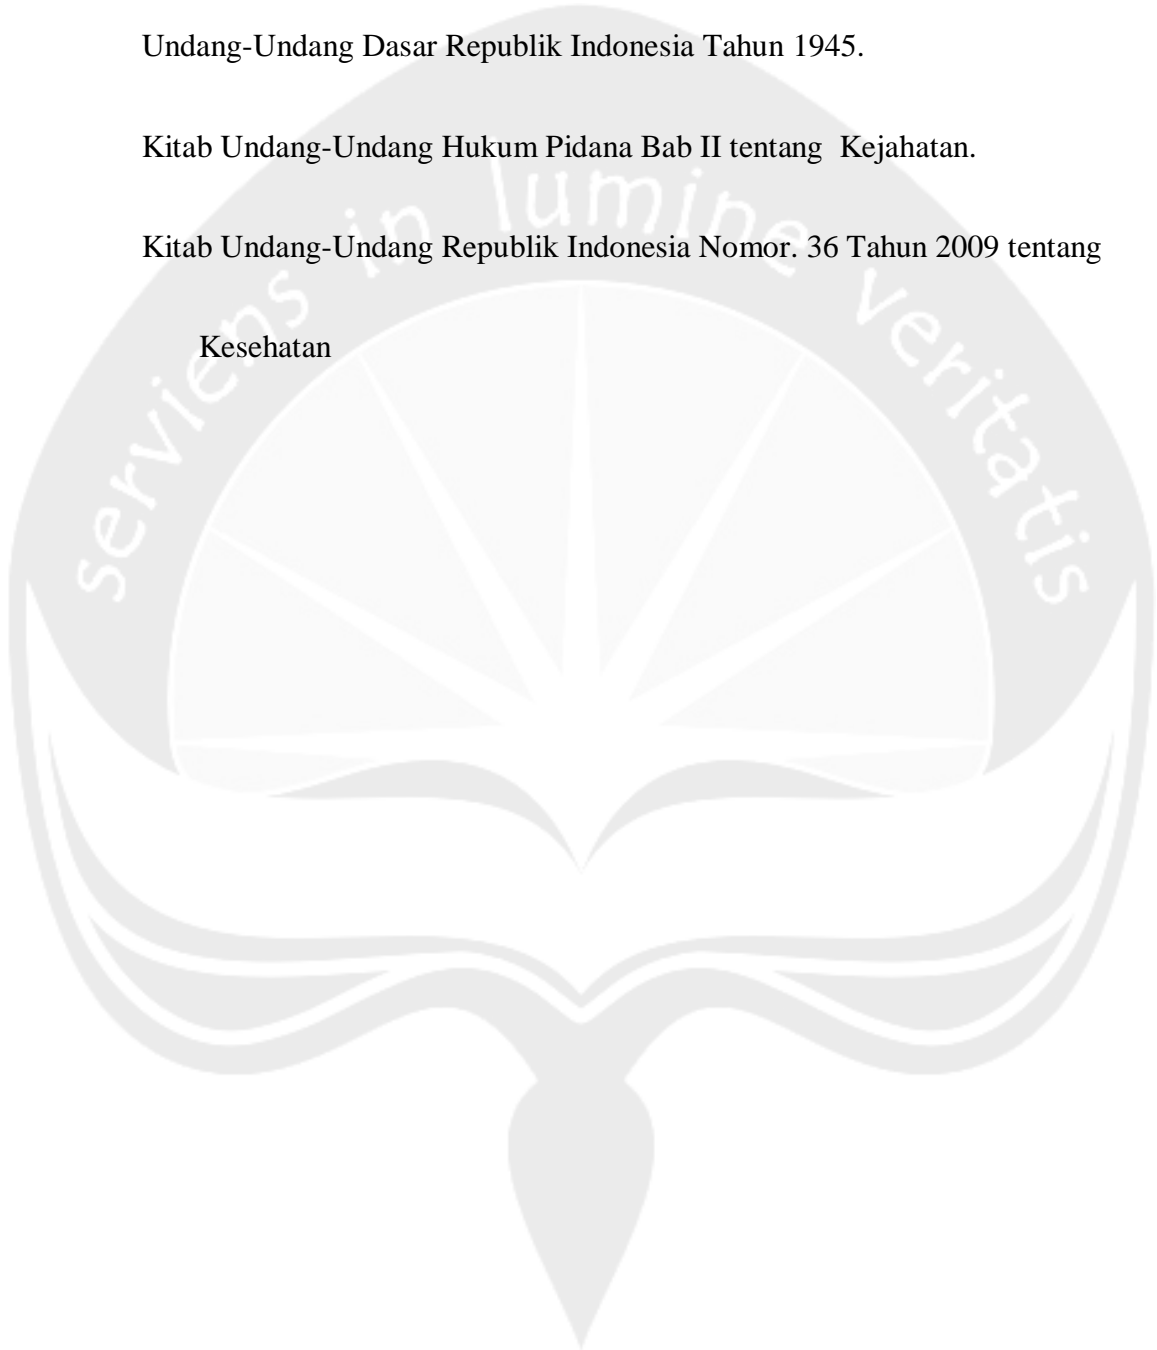 Undang-Undang Dasar Republik Indonesia Tahun 1945.
Kitab Undang-Undang Hukum Pidana Bab II tentang  Kejahatan.
Kitab Undang-Undang Republik Indonesia Nomor. 36 Tahun 2009 tentang
Kesehatan
serviens in lumine veritatis